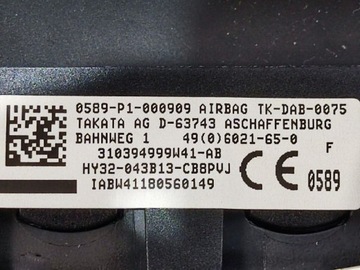 0589-P1-000909 AIRBAG TK-DAB-0075
TAKATA AG D-63743 ASCHAFFENBURG
BAHNWEG 1 49(0)6021-65-0 F
310394999W41-AB
HY32-043B13-CB8PVJ
IABW41180560149
CE 0589